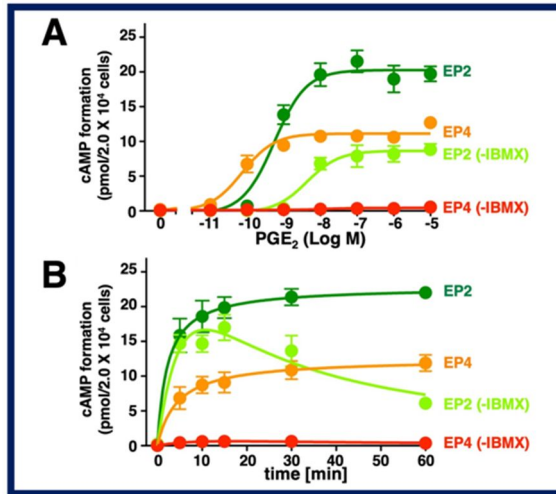 A
cAMP formation
(pmol/2.0 X 10⁴ cells)
25
20
15
10
5
0
EP2
EP4
EP2 (-IBMX)
EP4 (-IBMX)
0 -11 -10 -9 -8 -7 -6 -5
PGE₂ (Log M)
B
cAMP formation
(pmol/2.0 X 10⁴ cells)
25
20
15
10
5
0
EP2
EP4
EP2 (-IBMX)
EP4 (-IBMX)
0 10 20 30 40 50 60
time [min]